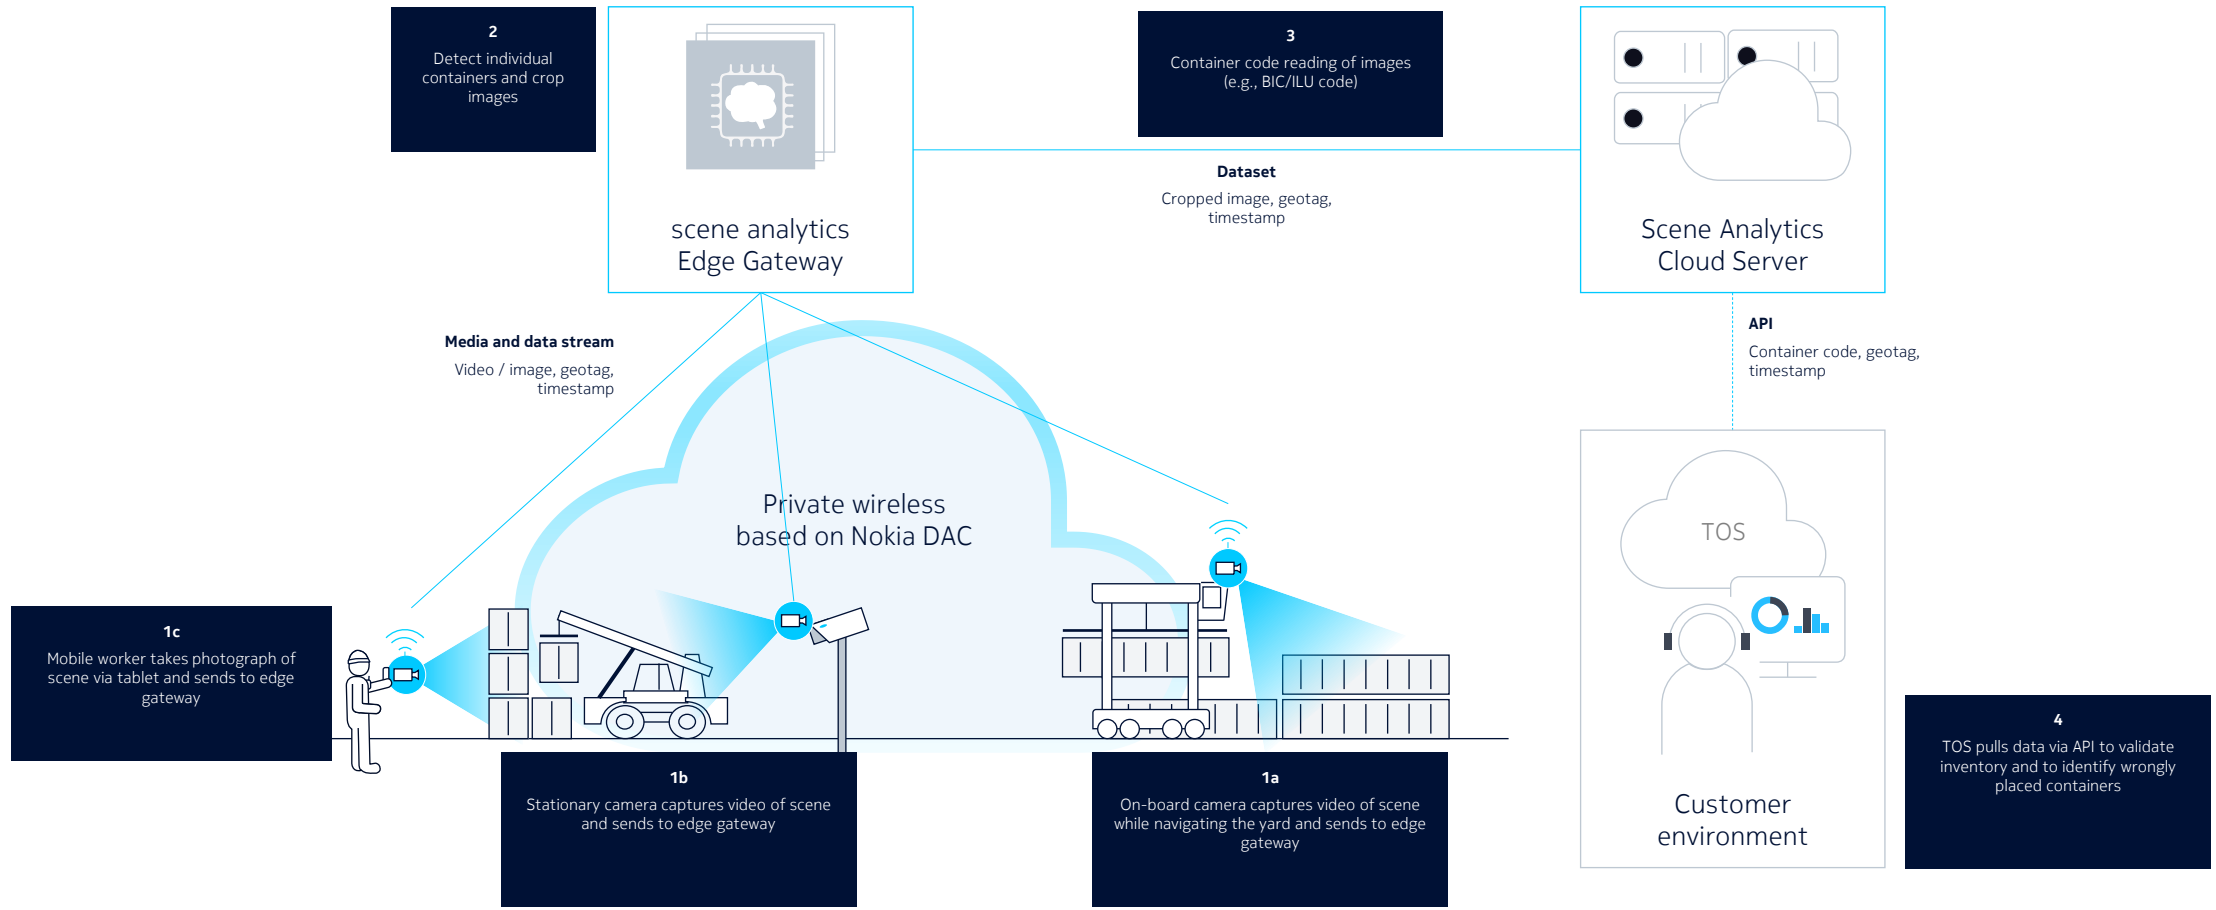 2
Detect individual
containers and crop
images
scene analytics
Edge Gateway
3
Container code reading of images
(e.g., BIC/ILU code)
Dataset
Cropped image, geotag,
timestamp
Scene Analytics
Cloud Server
Media and data stream
Video / image, geotag,
timestamp
API
Container code, geotag,
timestamp
Private wireless
based on Nokia DAC
TOS
Customer
environment
1c
Mobile worker takes photograph of
scene via tablet and sends to edge
gateway
1b
Stationary camera captures video of scene
and sends to edge gateway
1a
On-board camera captures video of scene
while navigating the yard and sends to edge
gateway
4
TOS pulls data via API to validate
inventory and to identify wrongly
placed containers